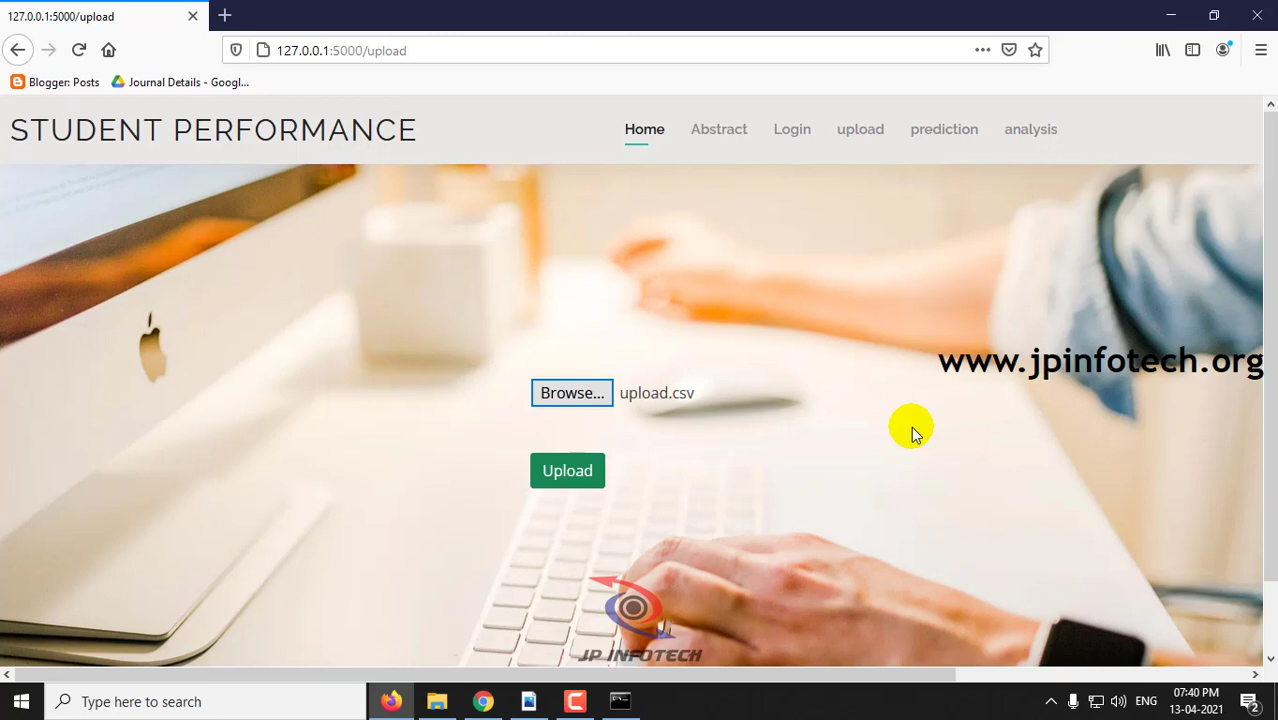 127.0.0.1:5000/upload
127.0.0.1:5000/upload
Blogger: Posts
Journal Details - Googl...
STUDENT PERFORMANCE
Home
Abstract
Login
upload
prediction
analysis
www.jpinfotech.org
Browse...
upload.csv
Upload
JP INFOTECH
Type here to search
ENG
07:40 PM
13-04-2021
2